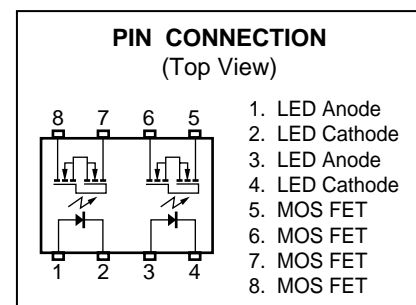 PIN CONNECTION
(Top View)
8 7 6 5
1 2 3 4
1. LED Anode
2. LED Cathode
3. LED Anode
4. LED Cathode
5. MOS FET
6. MOS FET
7. MOS FET
8. MOS FET